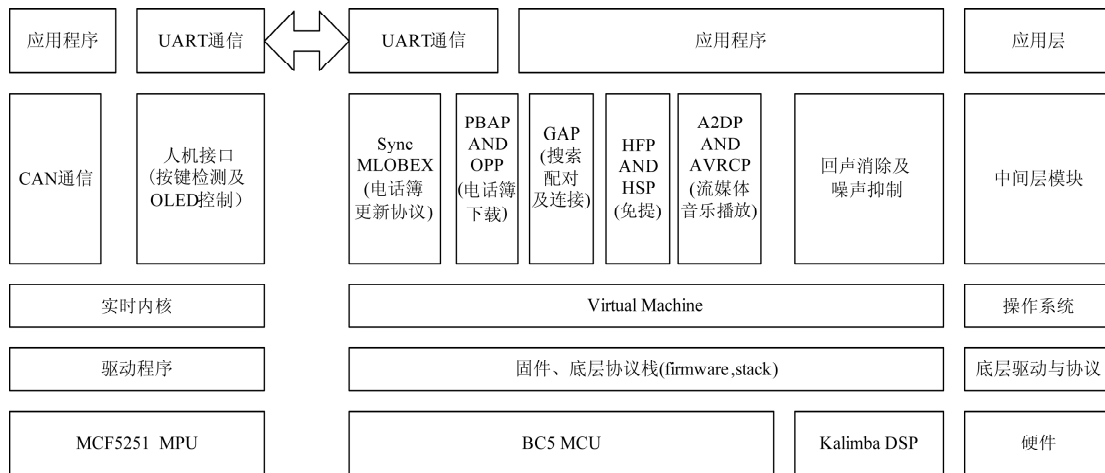 应用程序
UART通信
UART通信
应用程序
应用层
CAN通信
人机接口
(按键检测及
OLED控制）
Sync
MLOBEX
(电话簿
更新协议)
PBAP
AND
OPP
(电话簿
下载)
GAP
(搜索
配对
及连接)
HFP
AND
HSP
(免提)
A2DP
AND
AVRCP
(流媒体
音乐播放)
回声消除及
噪声抑制
中间层模块
实时内核
Virtual Machine
操作系统
驱动程序
固件、底层协议栈(firmware,stack)
底层驱动与协议
MCF5251 MPU
BC5 MCU
Kalimba DSP
硬件